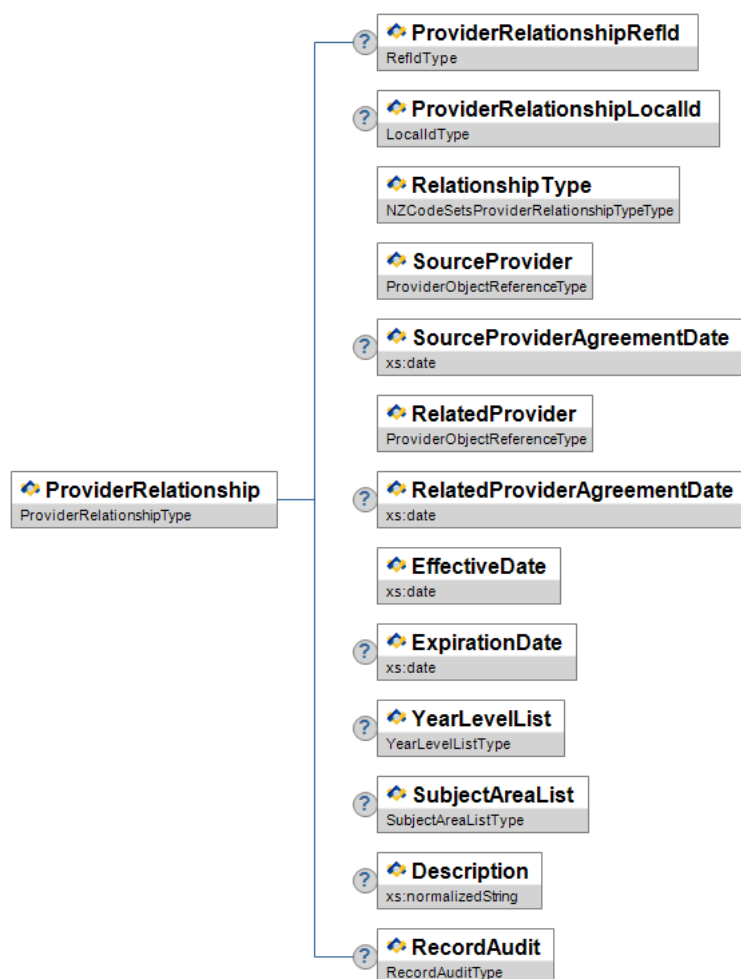 ?
ProviderRelationshipRefId
RefIdType
?
ProviderRelationshipLocalId
LocalIdType
RelationshipType
NZCodeSetsProviderRelationshipTypeType
SourceProvider
ProviderObjectReferenceType
?
SourceProviderAgreementDate
xs:date
RelatedProvider
ProviderObjectReferenceType
ProviderRelationship
ProviderRelationshipType
?
RelatedProviderAgreementDate
xs:date
EffectiveDate
xs:date
?
ExpirationDate
xs:date
?
YearLevelList
YearLevelListType
?
SubjectAreaList
SubjectAreaListType
?
Description
xs:normalizedString
?
RecordAudit
RecordAuditType